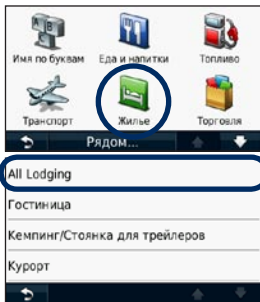 Имя по буквам Еда и напитки Топливо
Транспорт Жилье Торговля
Рядом...
All Lodging
Гостиница
Кемпинг/Стоянка для трейлеров
Курорт